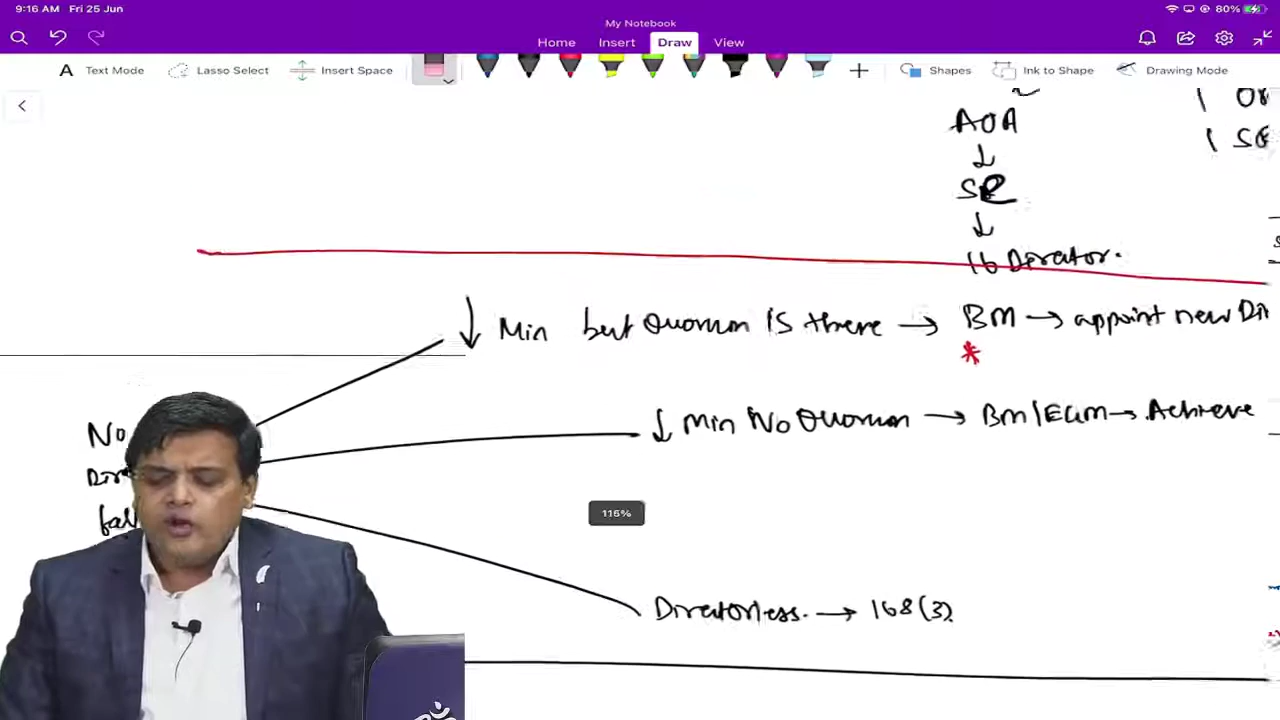 9:16 AM Fri 25 Jun
80%
My Notebook
Home Insert Draw View
Text Mode Lasso Select Insert Space Shapes Ink to Shape Drawing Mode
AOA
↓
SR
↓
16 Director.
↓ Min but Quorum is there → BM → appoint new Dir
*
↓ Min No Quorum → BM/EGM → Achieve
No
115%
Directorless. → 168(3).